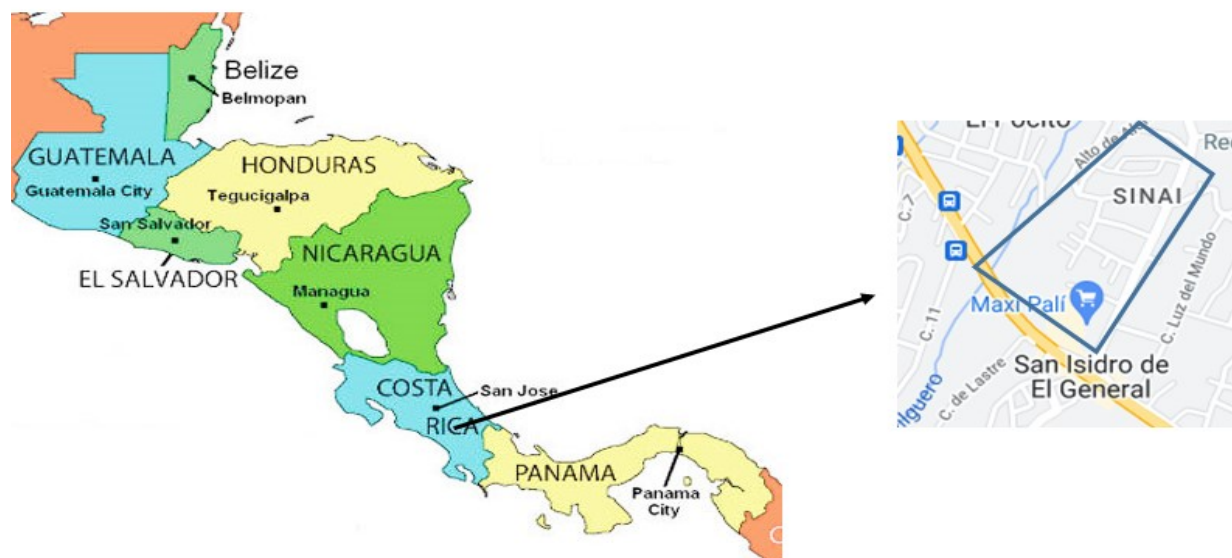 Belize
Belmopan
GUATEMALA
Guatemala City
HONDURAS
Tegucigalpa
San Salvador
EL SALVADOR
NICARAGUA
Managua
COSTA
RICA
San Jose
PANAMA
Panama
City
Alto de
SINAI
C. 11
Maxi Palí
C. Luz del Mundo
San Isidro de
El General
C. de Lastre